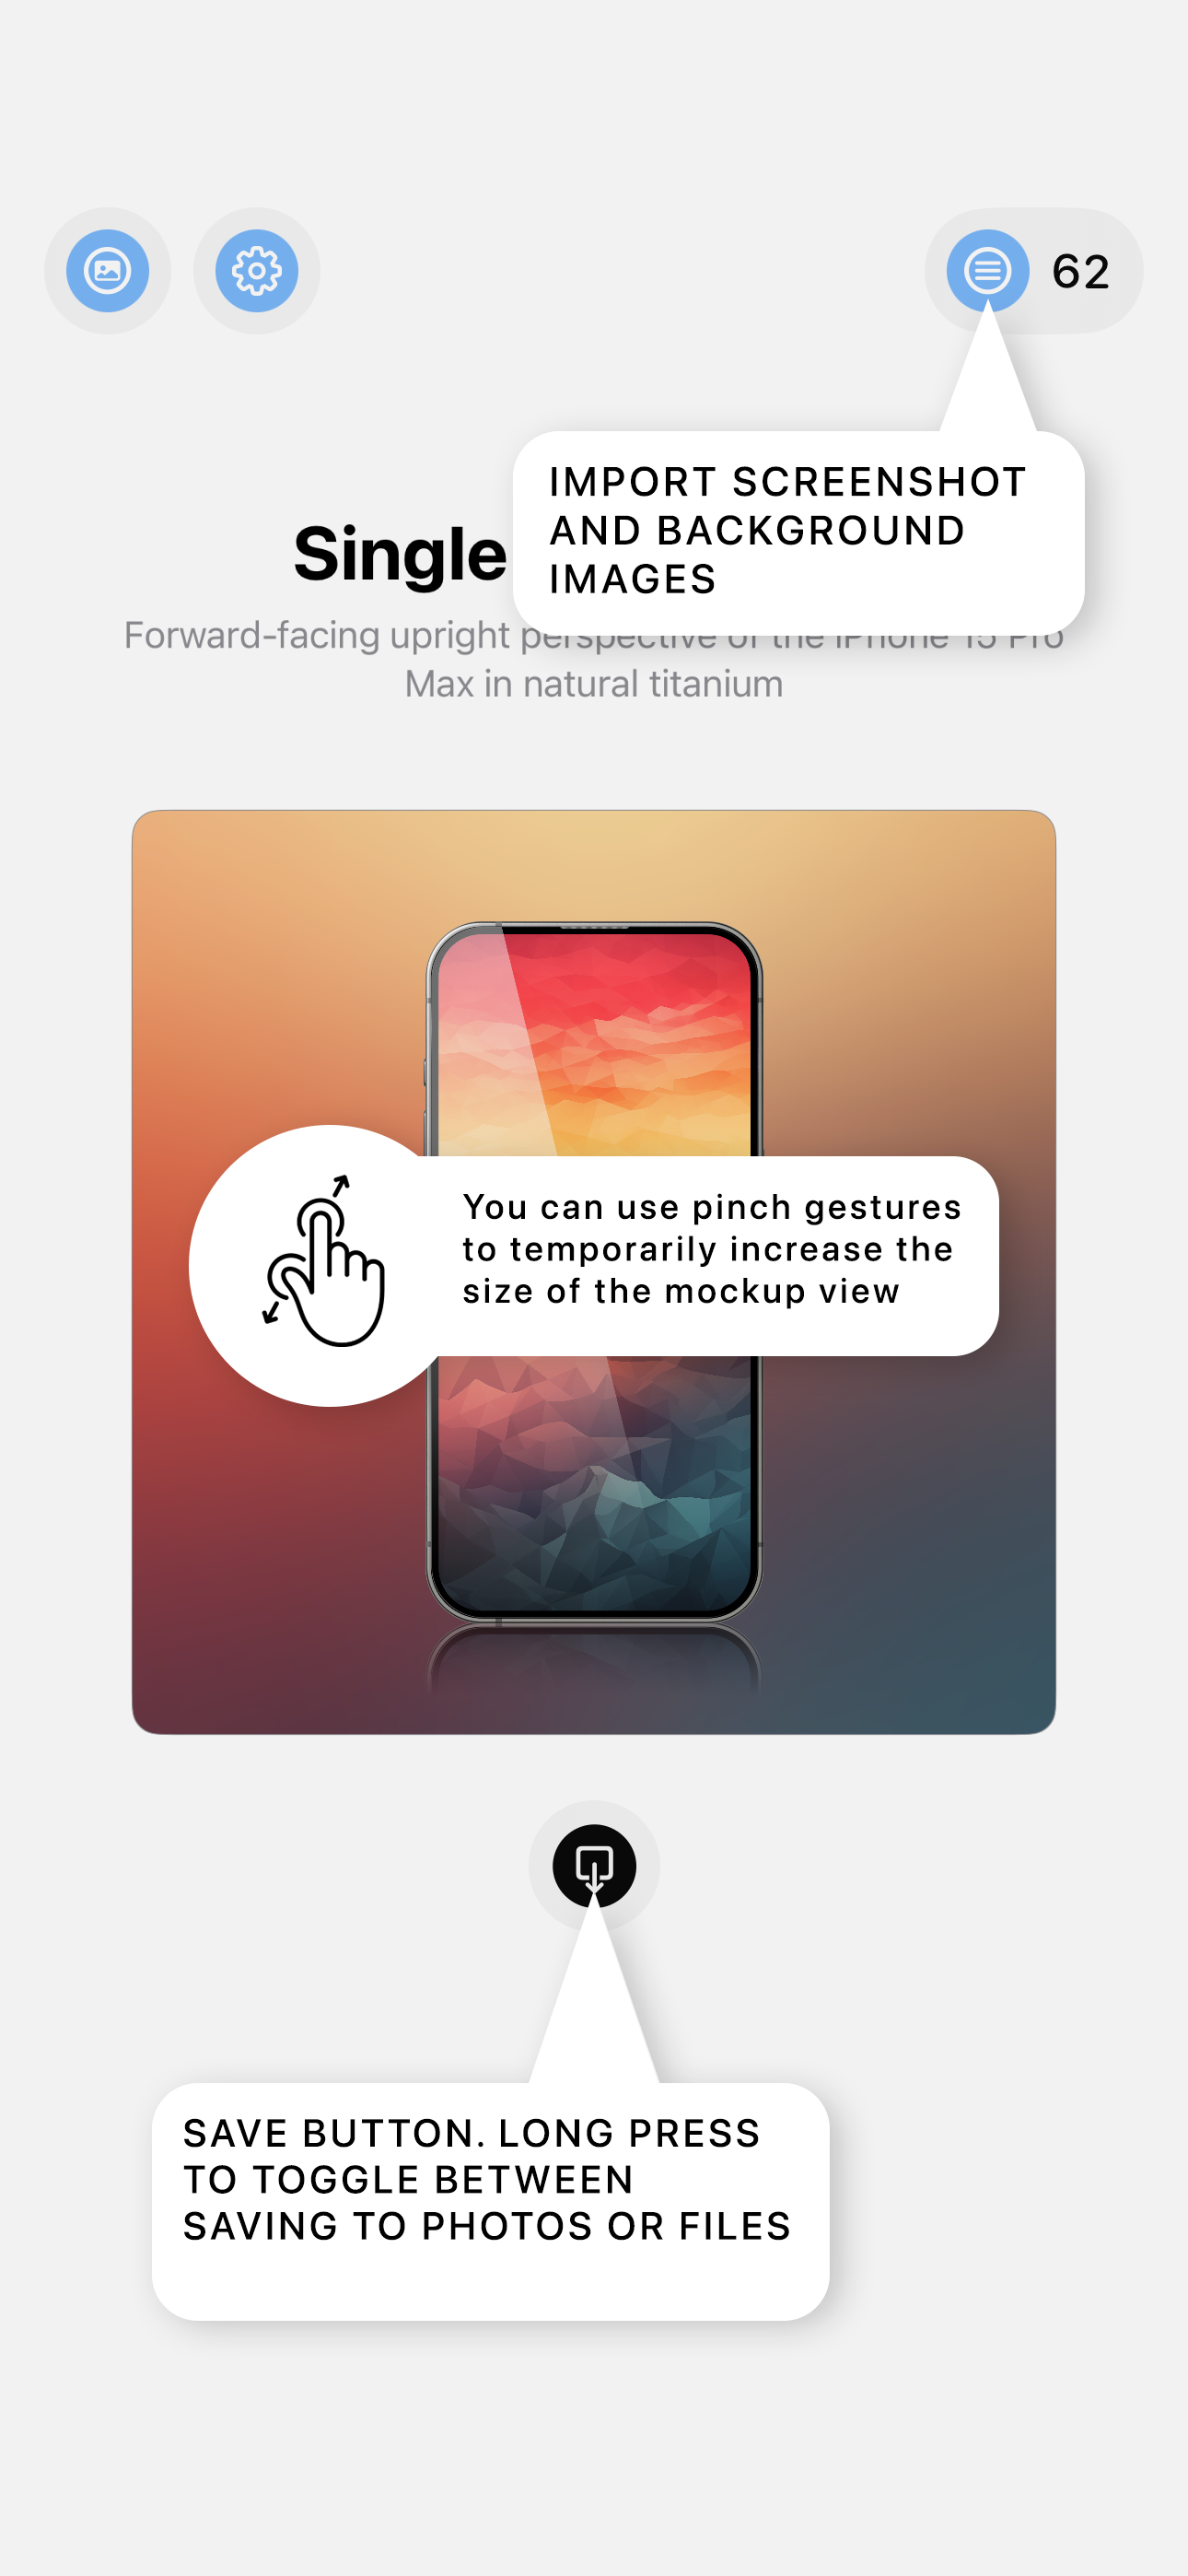 62
IMPORT SCREENSHOT
AND BACKGROUND
IMAGES
Single
Forward-facing upright perspective of the iPhone 15 Pro
Max in natural titanium
You can use pinch gestures
to temporarily increase the
size of the mockup view
SAVE BUTTON. LONG PRESS
TO TOGGLE BETWEEN
SAVING TO PHOTOS OR FILES